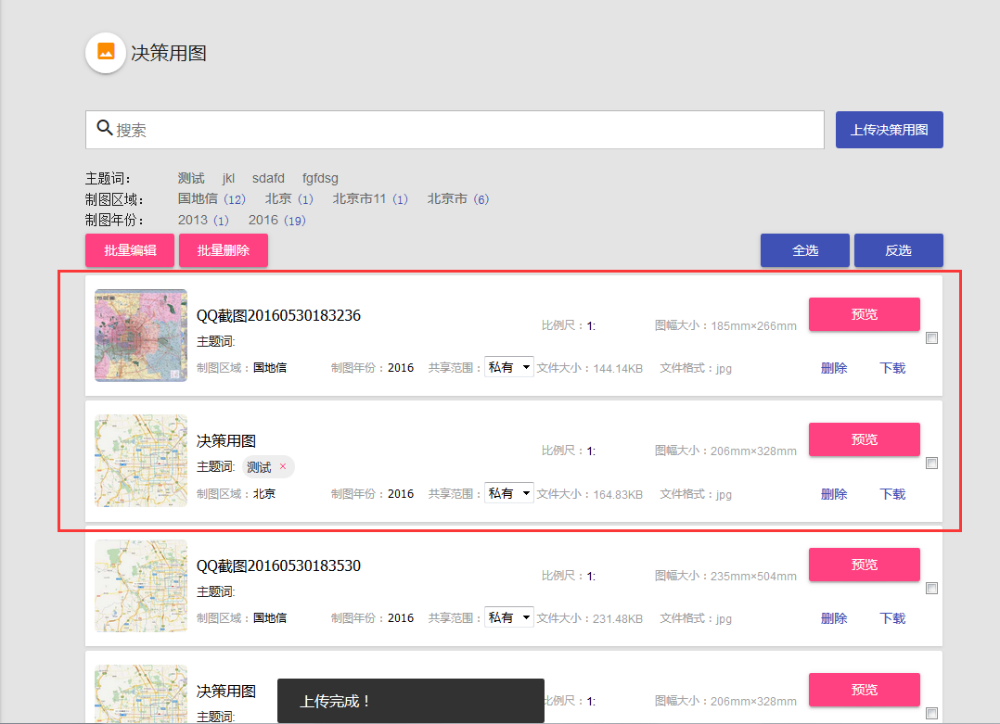 决策用图
搜索
上传决策用图
主题词： 测试 jkl sdafd fgfdsg
制图区域： 国地信（12） 北京（1） 北京市11（1） 北京市（6）
制图年份： 2013（1） 2016（19）
批量编辑 批量删除 全选 反选
QQ截图20160530183236
比例尺：1: 图幅大小：185mm×266mm 预览
主题词:
制图区域：国地信 制图年份：2016 共享范围：私有 文件大小：144.14KB 文件格式：jpg 删除 下载
决策用图
比例尺：1: 图幅大小：206mm×328mm 预览
主题词: 测试 ×
制图区域：北京 制图年份：2016 共享范围：私有 文件大小：164.83KB 文件格式：jpg 删除 下载
QQ截图20160530183530
比例尺：1: 图幅大小：235mm×504mm 预览
主题词:
制图区域：国地信 制图年份：2016 共享范围：私有 文件大小：231.48KB 文件格式：jpg 删除 下载
决策用图
上传完成！
比例尺：1: 图幅大小：206mm×328mm 预览
主题词: